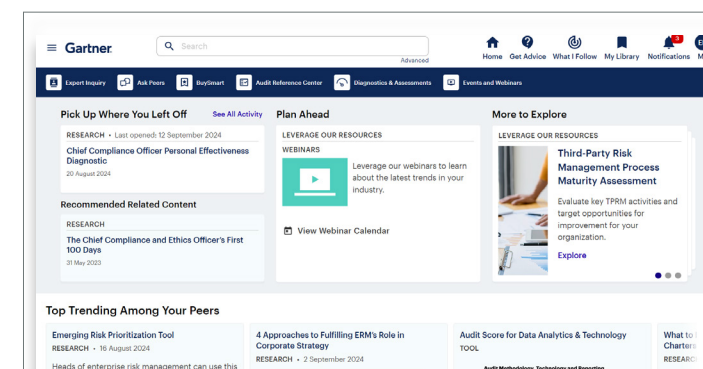 Gartner
Search
Advanced
Home
Get Advice
What I Follow
My Library
3
Notifications
Expert Inquiry
Ask Peers
BuySmart
Audit Reference Center
Diagnostics & Assessments
Events and Webinars
Pick Up Where You Left Off
See All Activity
RESEARCH • Last opened: 12 September 2024
Chief Compliance Officer Personal Effectiveness
Diagnostic
20 August 2024
Recommended Related Content
RESEARCH
The Chief Compliance and Ethics Officer's First
100 Days
31 May 2023
Plan Ahead
LEVERAGE OUR RESOURCES
WEBINARS
Leverage our webinars to learn
about the latest trends in your
industry.
View Webinar Calendar
More to Explore
LEVERAGE OUR RESOURCES
Third-Party Risk
Management Process
Maturity Assessment
Evaluate key TPRM activities and
target opportunities for
improvement for your
organization.
Explore
Top Trending Among Your Peers
Emerging Risk Prioritization Tool
RESEARCH • 16 August 2024
Heads of enterprise risk management can use this
4 Approaches to Fulfilling ERM's Role in
Corporate Strategy
RESEARCH • 2 September 2024
Audit Score for Data Analytics & Technology
TOOL
Audit Methodology, Technology and Reporting
What to
Charters